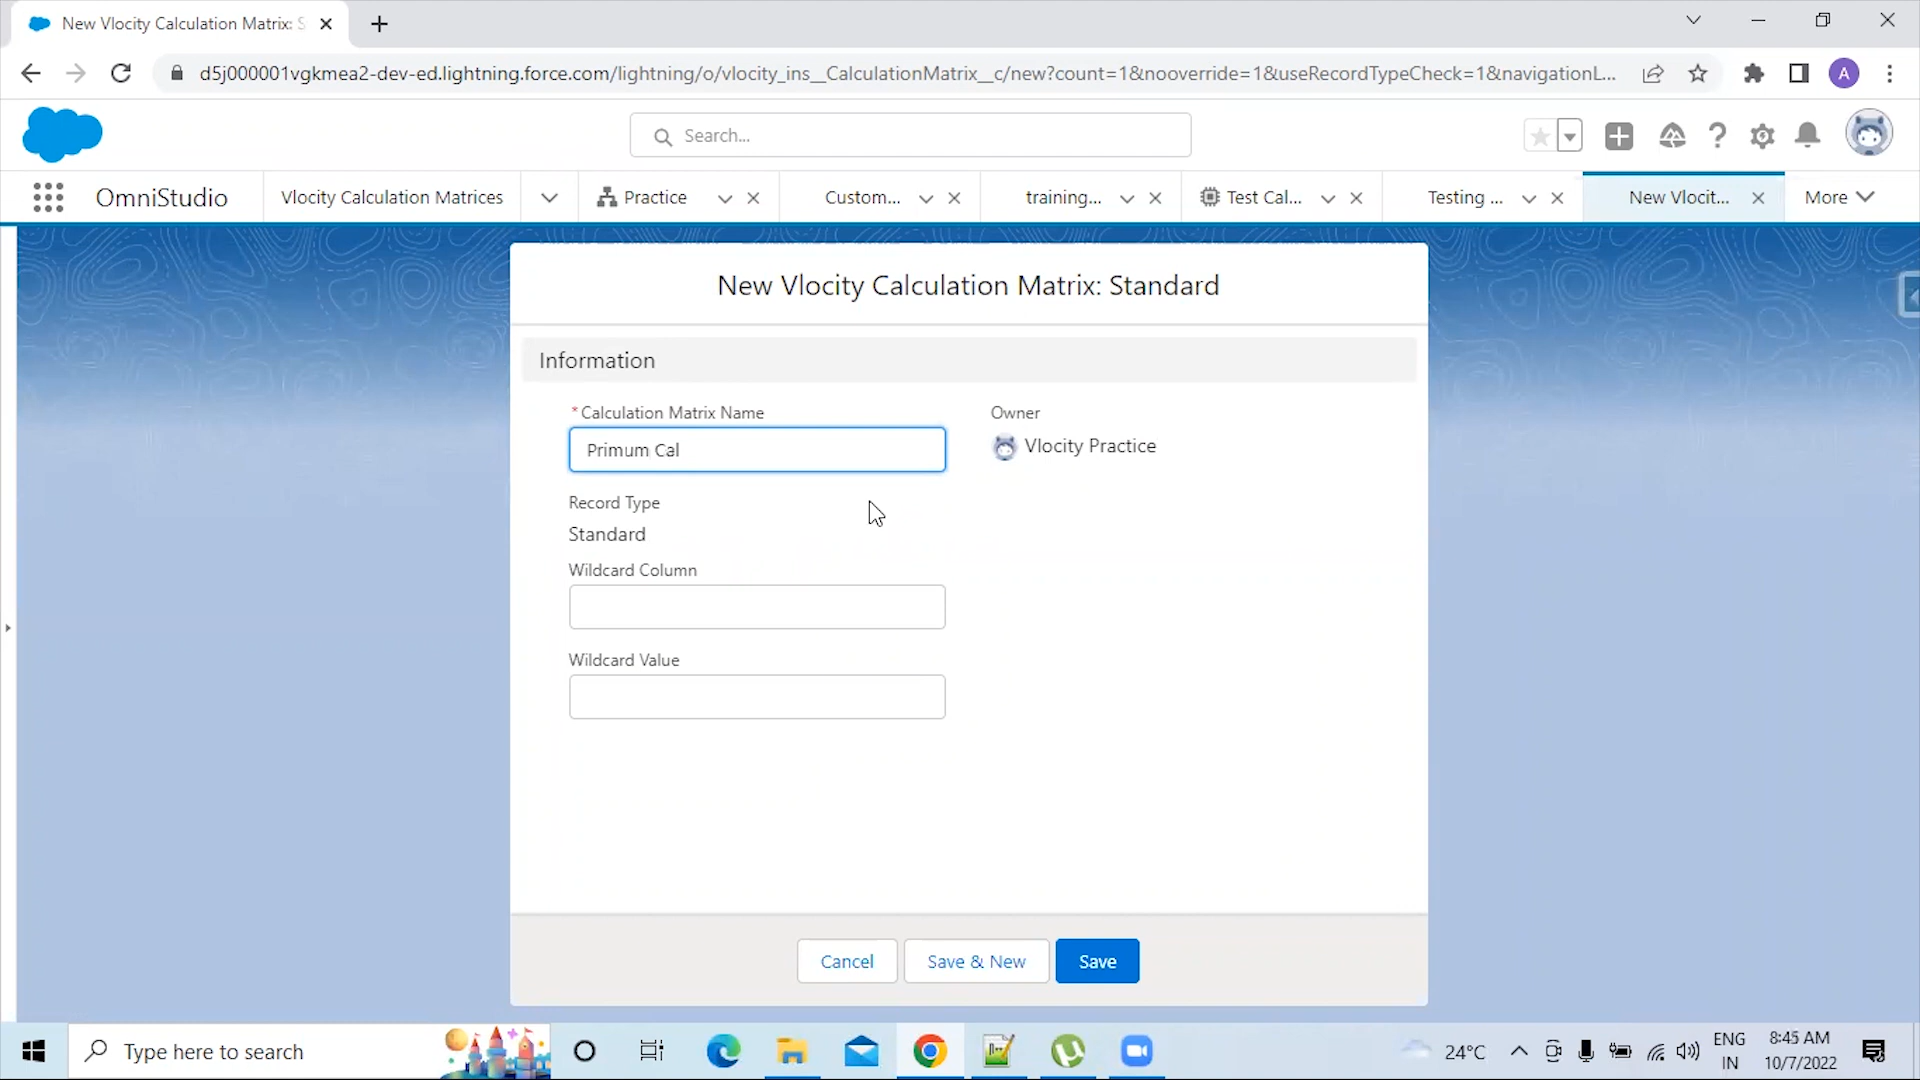 New Vlocity Calculation Matrix: S
d5j000001vgkmea2-dev-ed.lightning.force.com/lightning/o/vlocity_ins__CalculationMatrix__c/new?count=1&nooverride=1&useRecordTypeCheck=1&navigationL...
A
Search...
OmniStudio
Vlocity Calculation Matrices
Practice
Custom...
training...
Test Cal...
Testing ...
New Vlocit...
More
New Vlocity Calculation Matrix: Standard
Information
*Calculation Matrix Name
Owner
Primum Cal
Vlocity Practice
Record Type
Standard
Wildcard Column
Wildcard Value
Cancel
Save & New
Save
Type here to search
24°C
ENG
IN
8:45 AM
10/7/2022